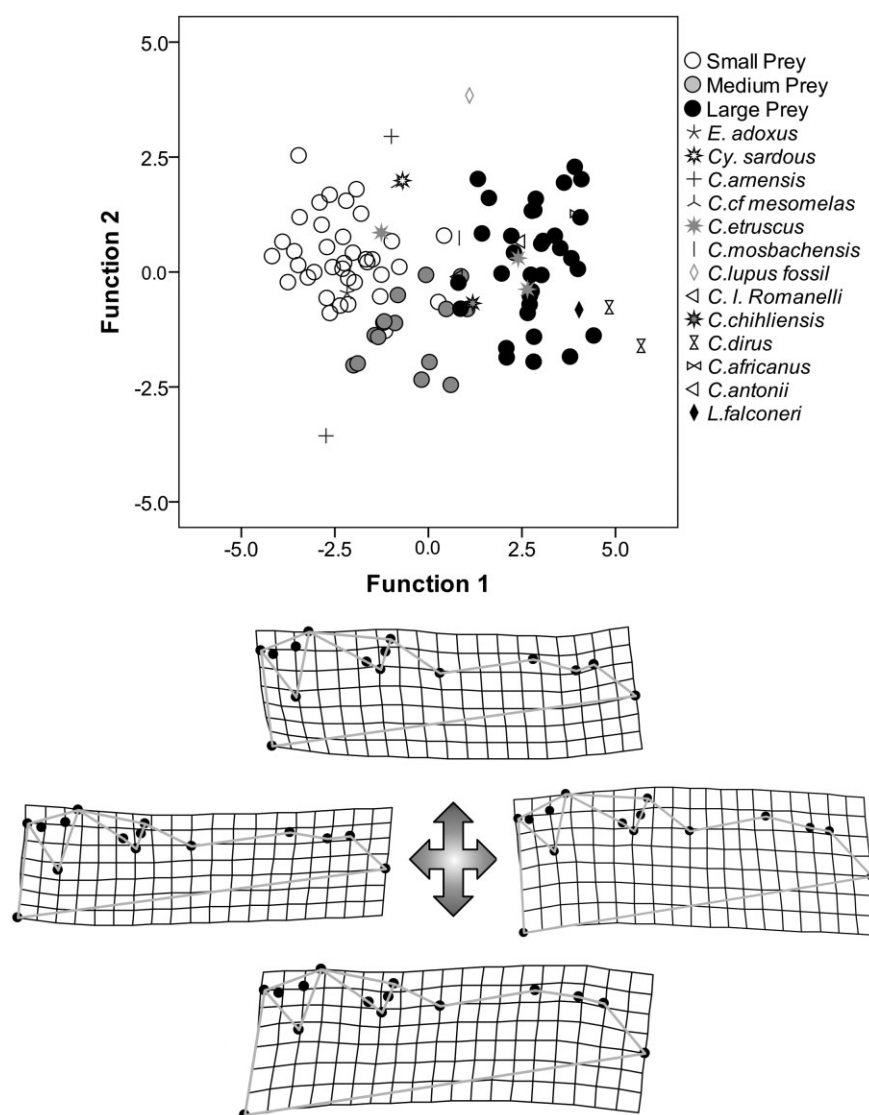 5.0
2.5
0.0
-2.5
-5.0
Function 2
-5.0
-2.5
0.0
2.5
5.0
Function 1
Small Prey
Medium Prey
Large Prey
E. adoxus
Cy. sardous
C.arnensis
C.cf mesomelas
C.etruscus
C.mosbachensis
C.lupus fossil
C. l. Romanelli
C.chihliensis
C.dirus
C.africanus
C.antonii
L.falconeri